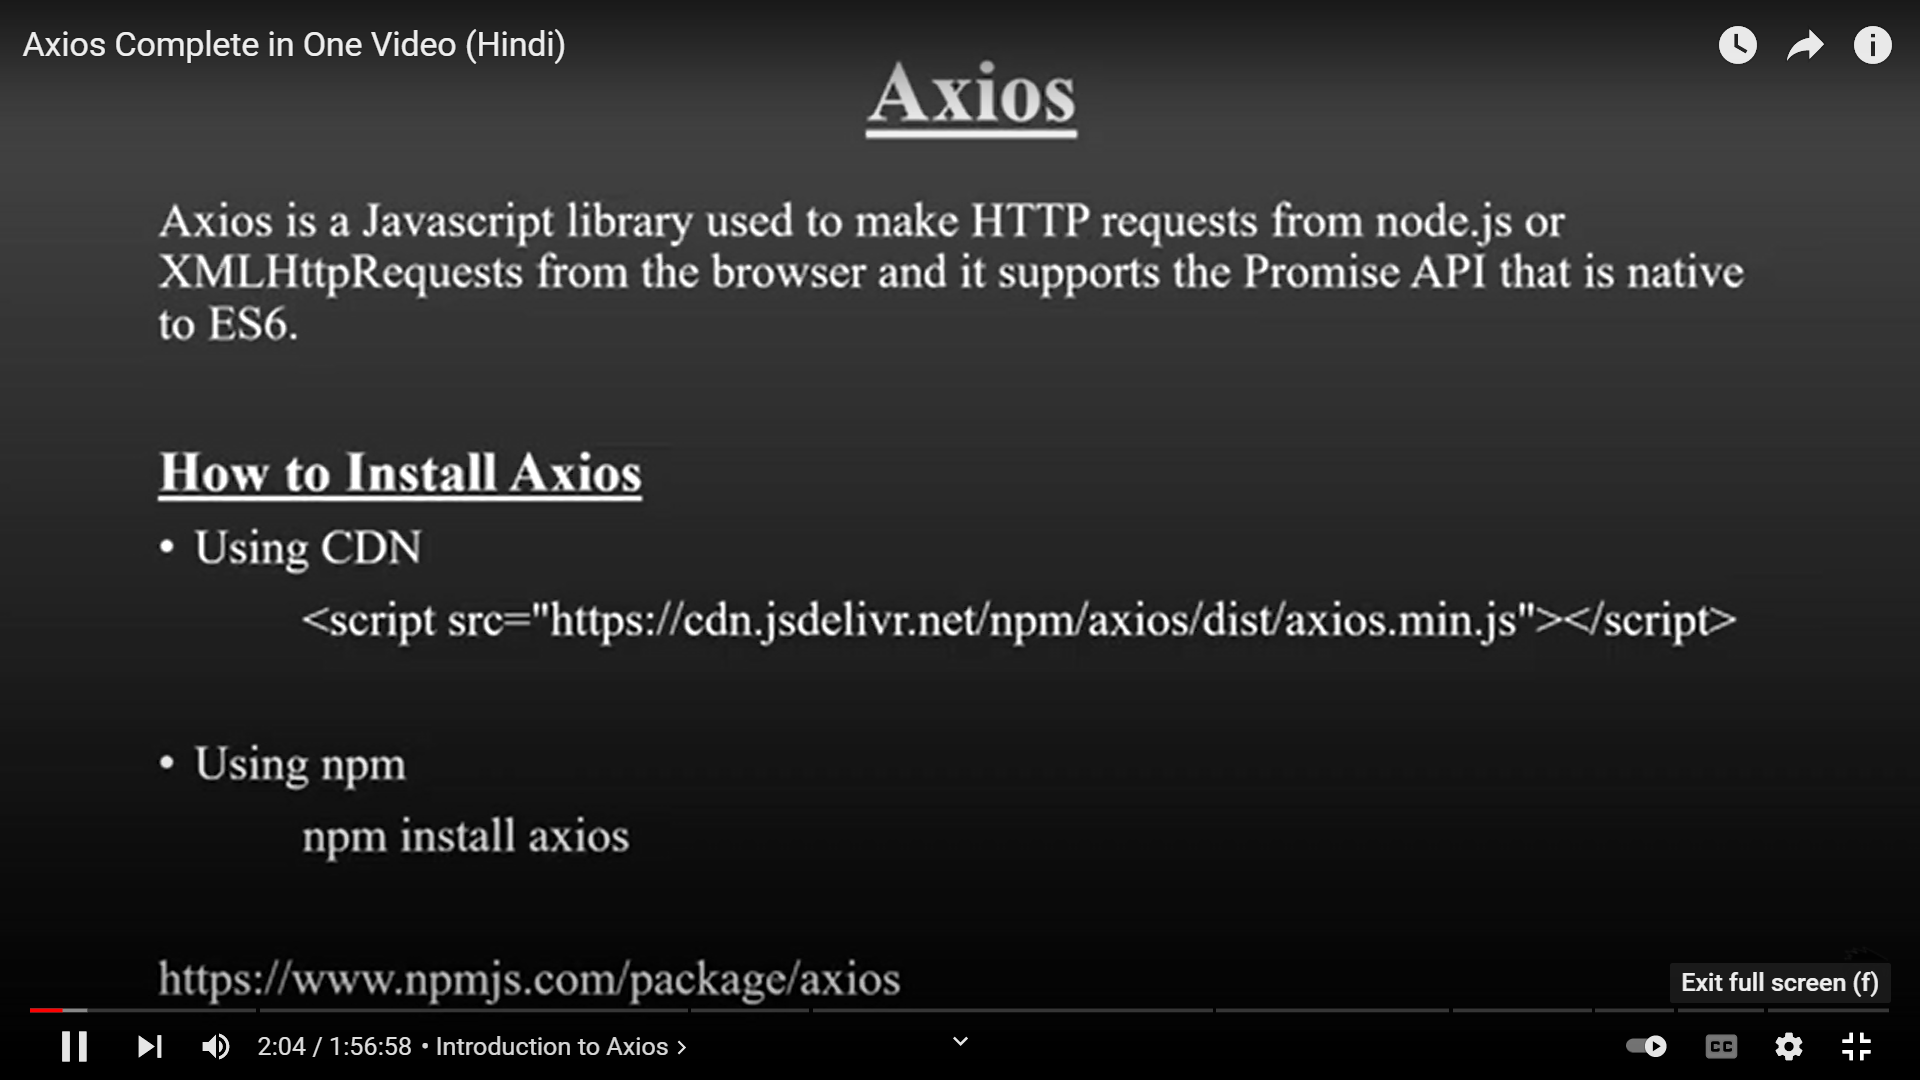 Axios Complete in One Video (Hindi)
Axios
Axios is a Javascript library used to make HTTP requests from node.js or
XMLHttpRequests from the browser and it supports the Promise API that is native
to ES6.
How to Install Axios
• Using CDN
<script src="https://cdn.jsdelivr.net/npm/axios/dist/axios.min.js"></script>
• Using npm
npm install axios
https://www.npmjs.com/package/axios
Exit full screen (f)
2:04 / 1:56:58 • Introduction to Axios
CC